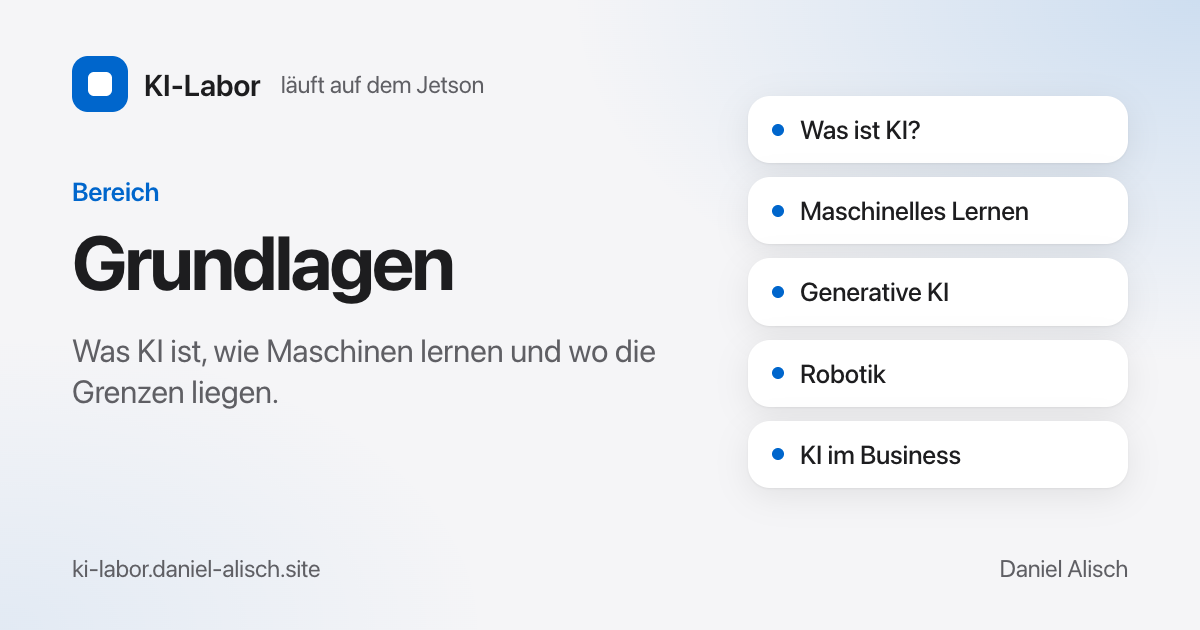 KI-Labor läuft auf dem Jetson
Bereich
Grundlagen
Was KI ist, wie Maschinen lernen und wo die
Grenzen liegen.
Was ist KI?
Maschinelles Lernen
Generative KI
Robotik
KI im Business
ki-labor.daniel-alisch.site
Daniel Alisch